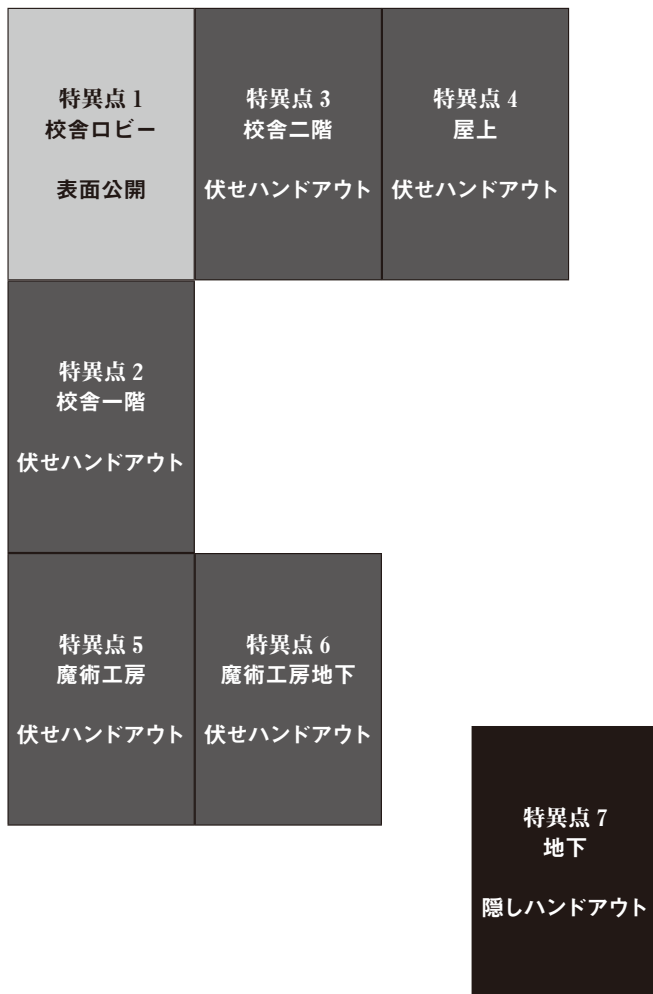 特異点 1
校舎ロビー
表面公開
特異点 3
校舎二階
伏せハンドアウト
特異点 4
屋上
伏せハンドアウト
特異点 2
校舎一階
伏せハンドアウト
特異点 5
魔術工房
伏せハンドアウト
特異点 6
魔術工房地下
伏せハンドアウト
特異点 7
地下
隠しハンドアウト